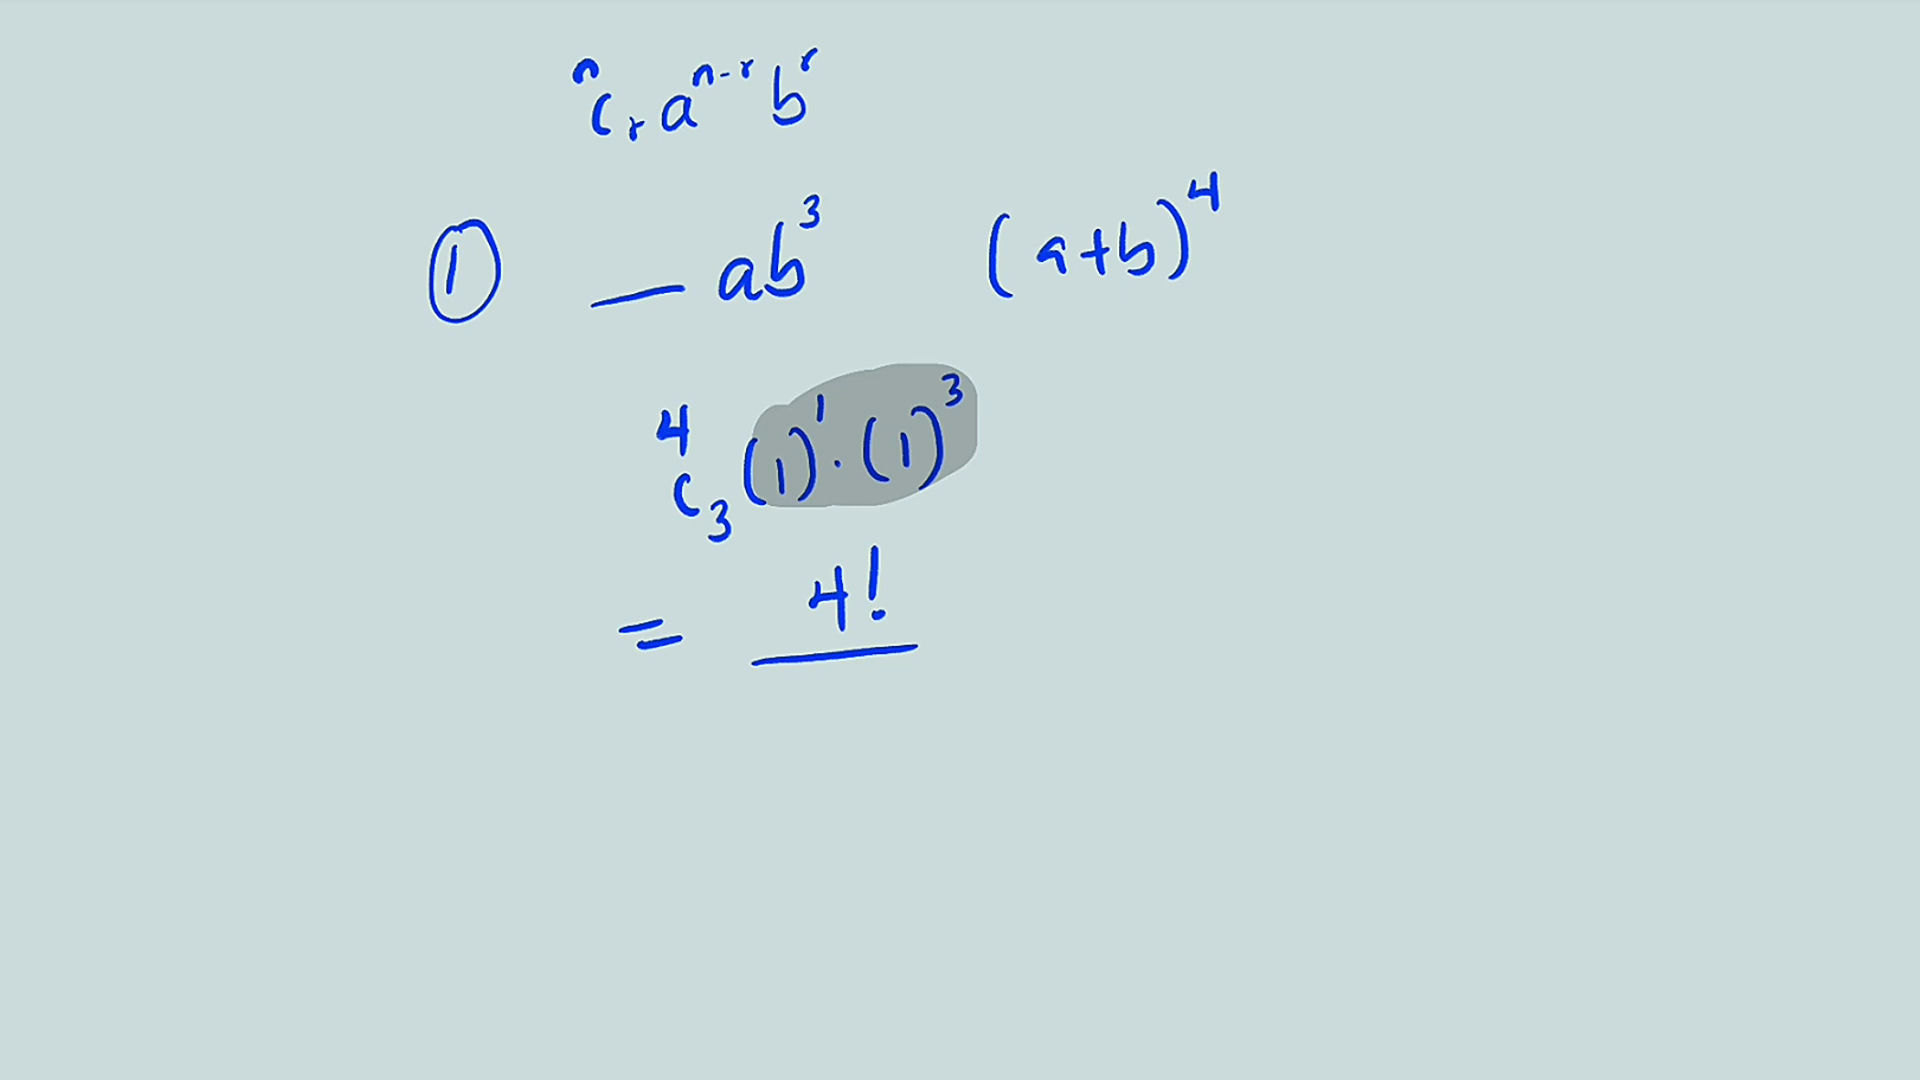 ⁿCᵣ aⁿ⁻ʳ bʳ
① __ ab³ (a+b)⁴
⁴C₃ (1)¹ · (1)³
= 4!